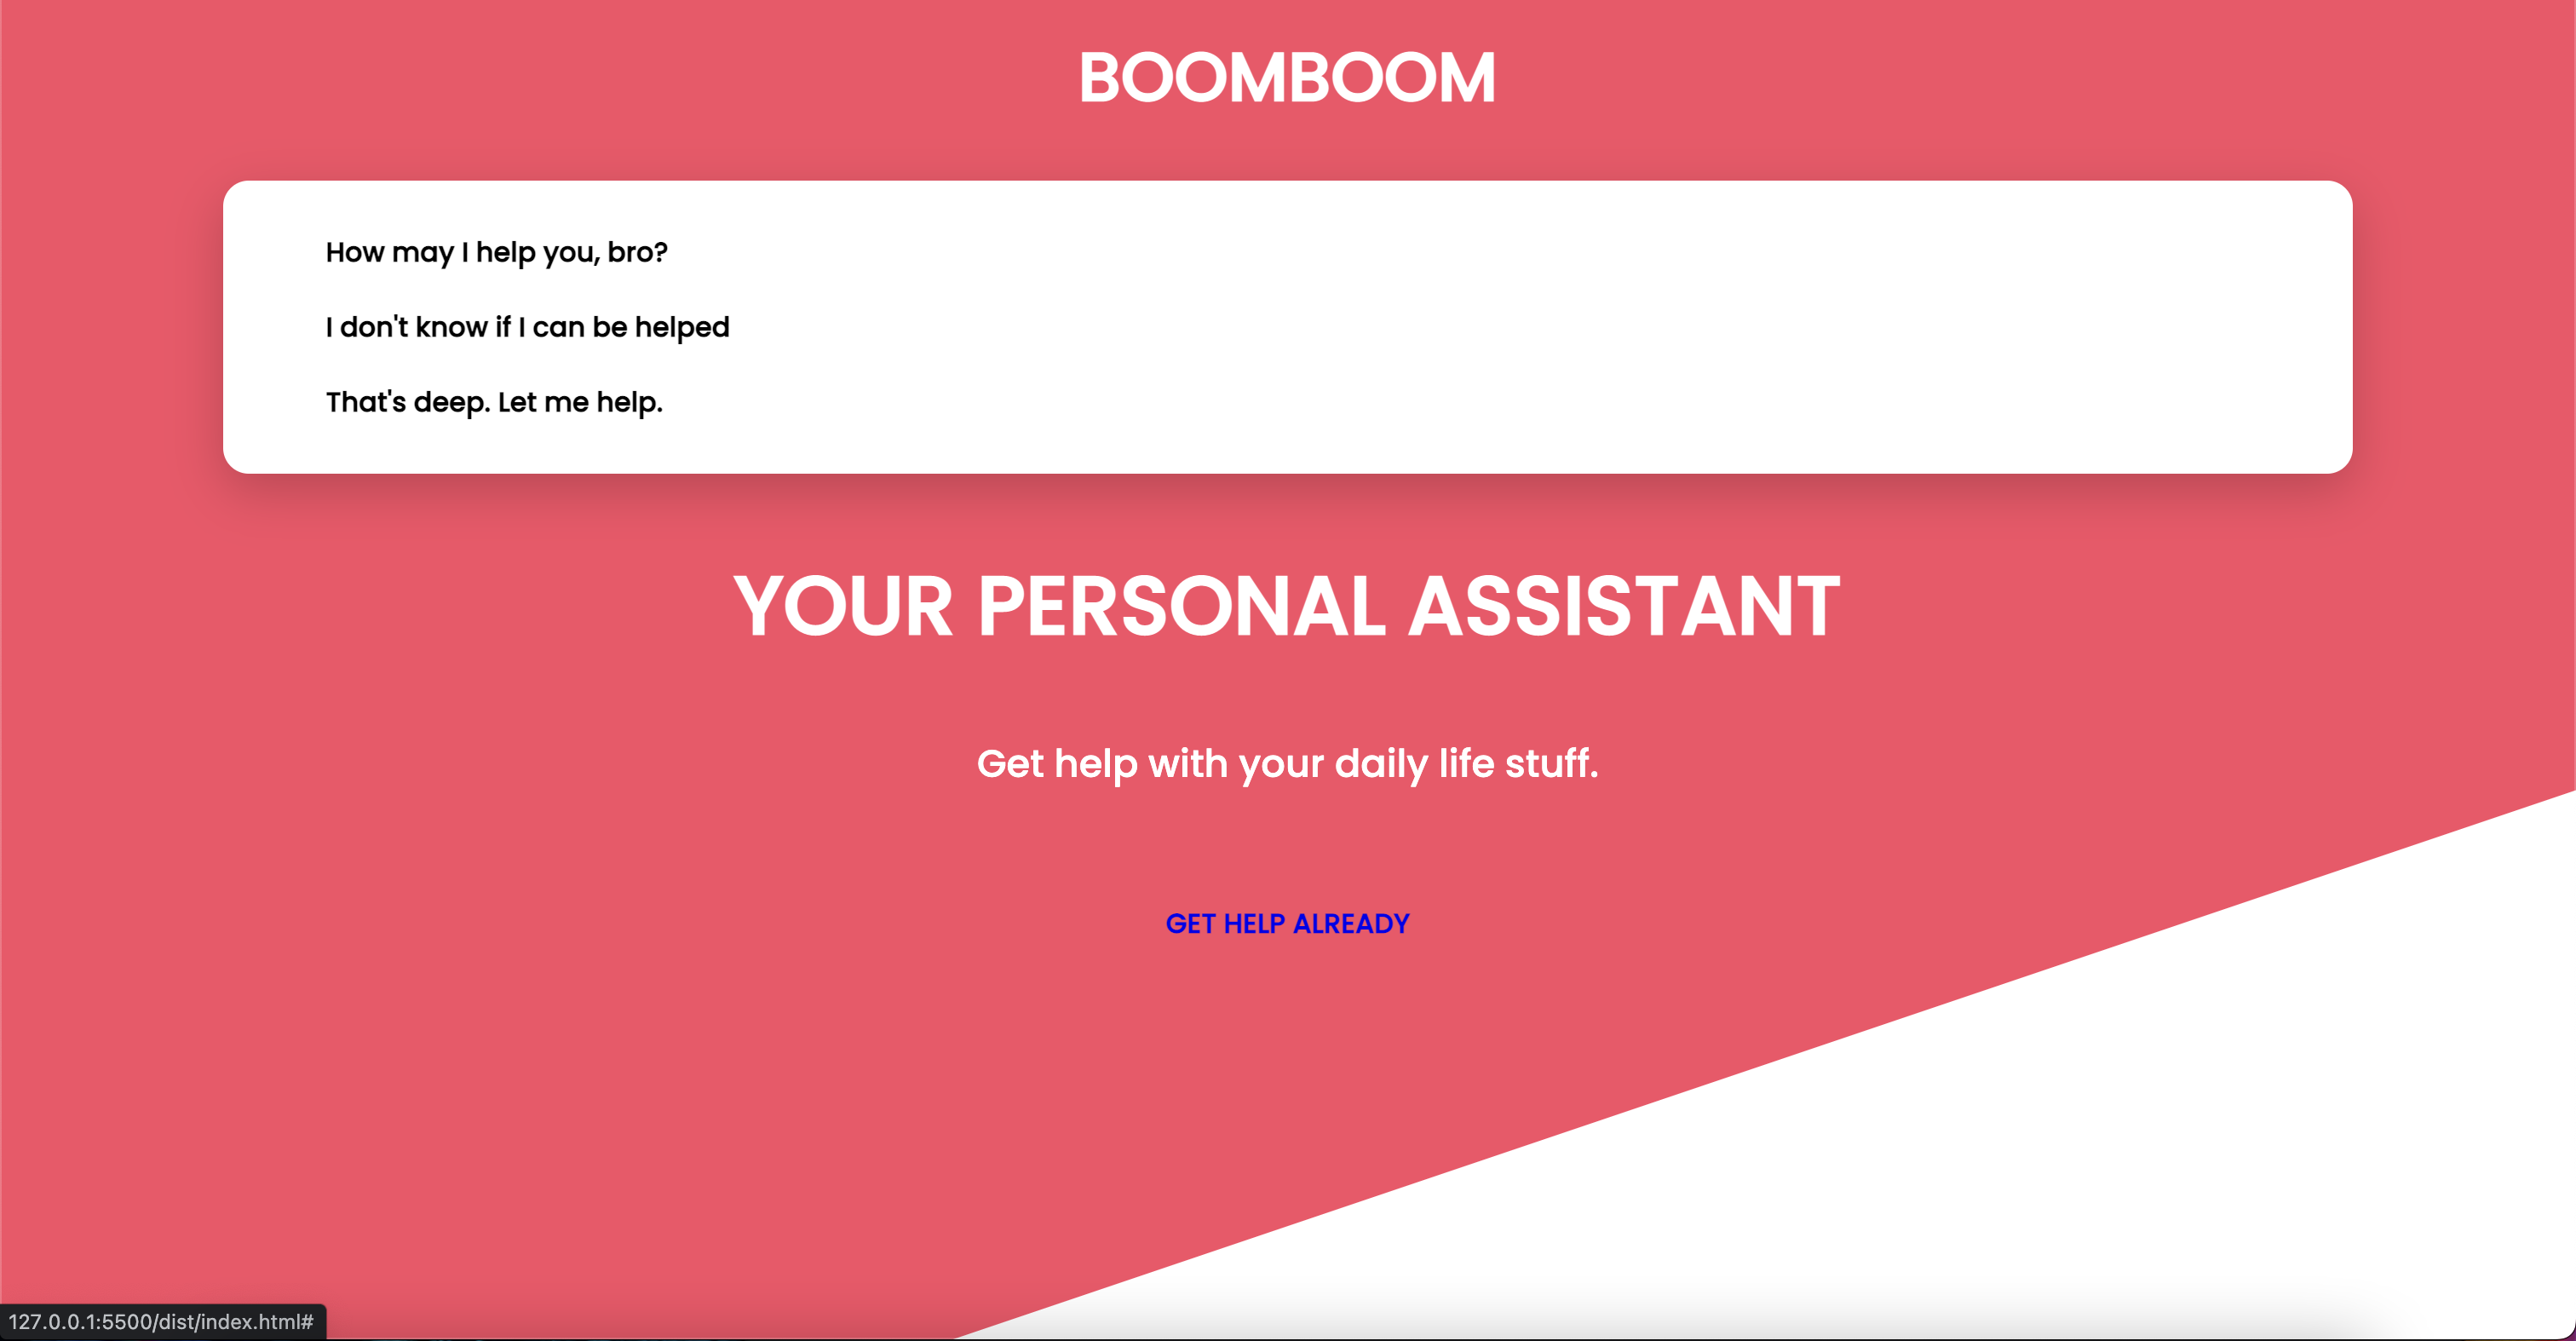 BOOMBOOM
How may I help you, bro?
I don't know if I can be helped
That's deep. Let me help.
YOUR PERSONAL ASSISTANT
Get help with your daily life stuff.
GET HELP ALREADY
127.0.0.1:5500/dist/index.html#